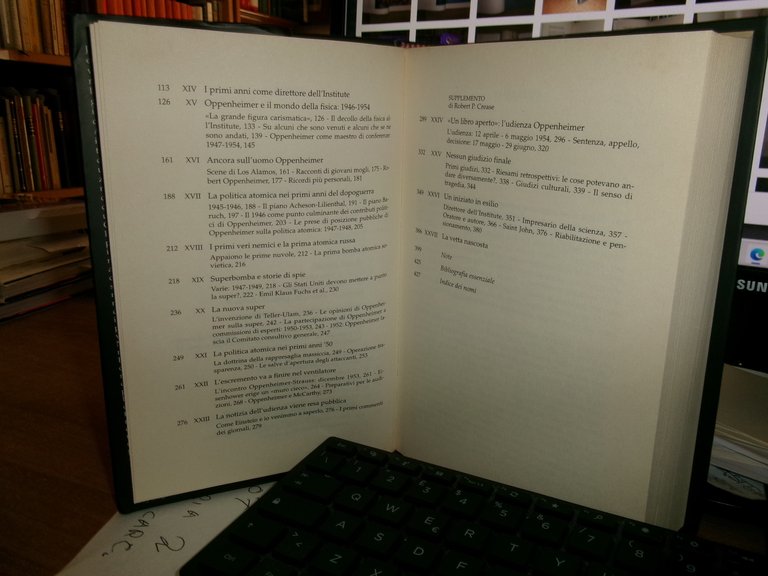 113 XIV I primi anni come direttore dell'Institute
126 XV Oppenheimer e il mondo della fisica: 1946-1954
«La grande figura carismatica», 126 - Il decollo della fisica al-
l'Institute, 133 - Su alcuni che sono venuti e alcuni che se ne
sono andati, 139 - Oppenheimer come maestro di conferenze
1947-1954, 145
161 XVI Ancora sull'uomo Oppenheimer
Scene di Los Alamos, 161 - Racconti di giovani mogli, 175 - Ro-
bert Oppenheimer, 177 - Ricordi più personali, 181
188 XVII La politica atomica nei primi anni del dopoguerra
1945-1946, 188 - Il piano Acheson-Lilienthal, 191 - Il piano Ba-
ruch, 197 - Il 1946 come punto culminante dei contributi politi-
ci di Oppenheimer, 203 - Le prese di posizione pubbliche di
Oppenheimer sulla politica atomica: 1947-1948, 205
212 XVIII I primi veri nemici e la prima atomica russa
Appaiono le prime nuvole, 212 - La prima bomba atomica so-
vietica, 216
218 XIX Superbomba e storie di spie
Varie: 1947-1949, 218 - Gli Stati Uniti devono mettere a punto
la super?, 222 - Emil Klaus Fuchs et al., 230
236 XX La nuova super
L'invenzione di Teller-Ulam, 236 - Le opinioni di Oppenhei-
mer sulla super, 242 - La partecipazione di Oppenheimer a
commissioni di esperti: 1950-1953, 243 - 1952: Oppenheimer la-
scia il Comitato consultivo generale, 247
249 XXI La politica atomica nei primi anni '50
La dottrina della rappresaglia massiccia, 249 - Operazione tra-
sparenza, 250 - Le salve d'apertura degli attaccanti, 253
261 XXII L'escremento va a finire nel ventilatore
L'incontro Oppenheimer-Strauss: dicembre 1953, 261 - Ei-
senhower erige un «muro cieco», 264 - Preparativi per le audi-
zioni, 268 - Oppenheimer e McCarthy, 273
276 XXIII La notizia dell'udienza viene resa pubblica
Come Einstein e io venimmo a saperlo, 276 - I primi commenti
dei giornali, 279
SUPPLEMENTO
di Robert P. Crease
289 XXIV «Un libro aperto»: l'udienza Oppenheimer
L'udienza: 12 aprile - 6 maggio 1954, 296 - Sentenza, appello,
decisione: 17 maggio - 29 giugno, 320
332 XXV Nessun giudizio finale
Primi giudizi, 332 - Riesami retrospettivi: le cose potevano an-
dare diversamente?, 338 - Giudizi culturali, 339 - Il senso di
tragedia, 344
349 XXVI Un iniziato in esilio
Direttore dell'Institute, 351 - Impresario della scienza, 357 -
Oratore e autore, 366 - Saint John, 376 - Riabilitazione e pen-
sionamento, 380
386 XXVII La vetta nascosta
399 Note
425 Bibliografia essenziale
427 Indice dei nomi
SUN